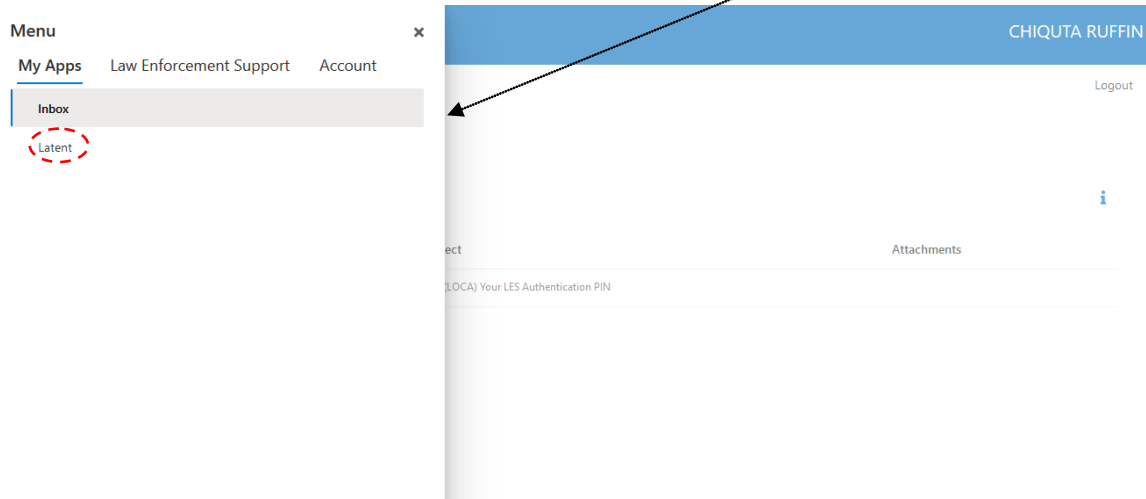 Menu ×
CHIQUTA RUFFIN
My Apps Law Enforcement Support Account
Logout
Inbox
Latent
ect Attachments
(LOCA) Your LES Authentication PIN